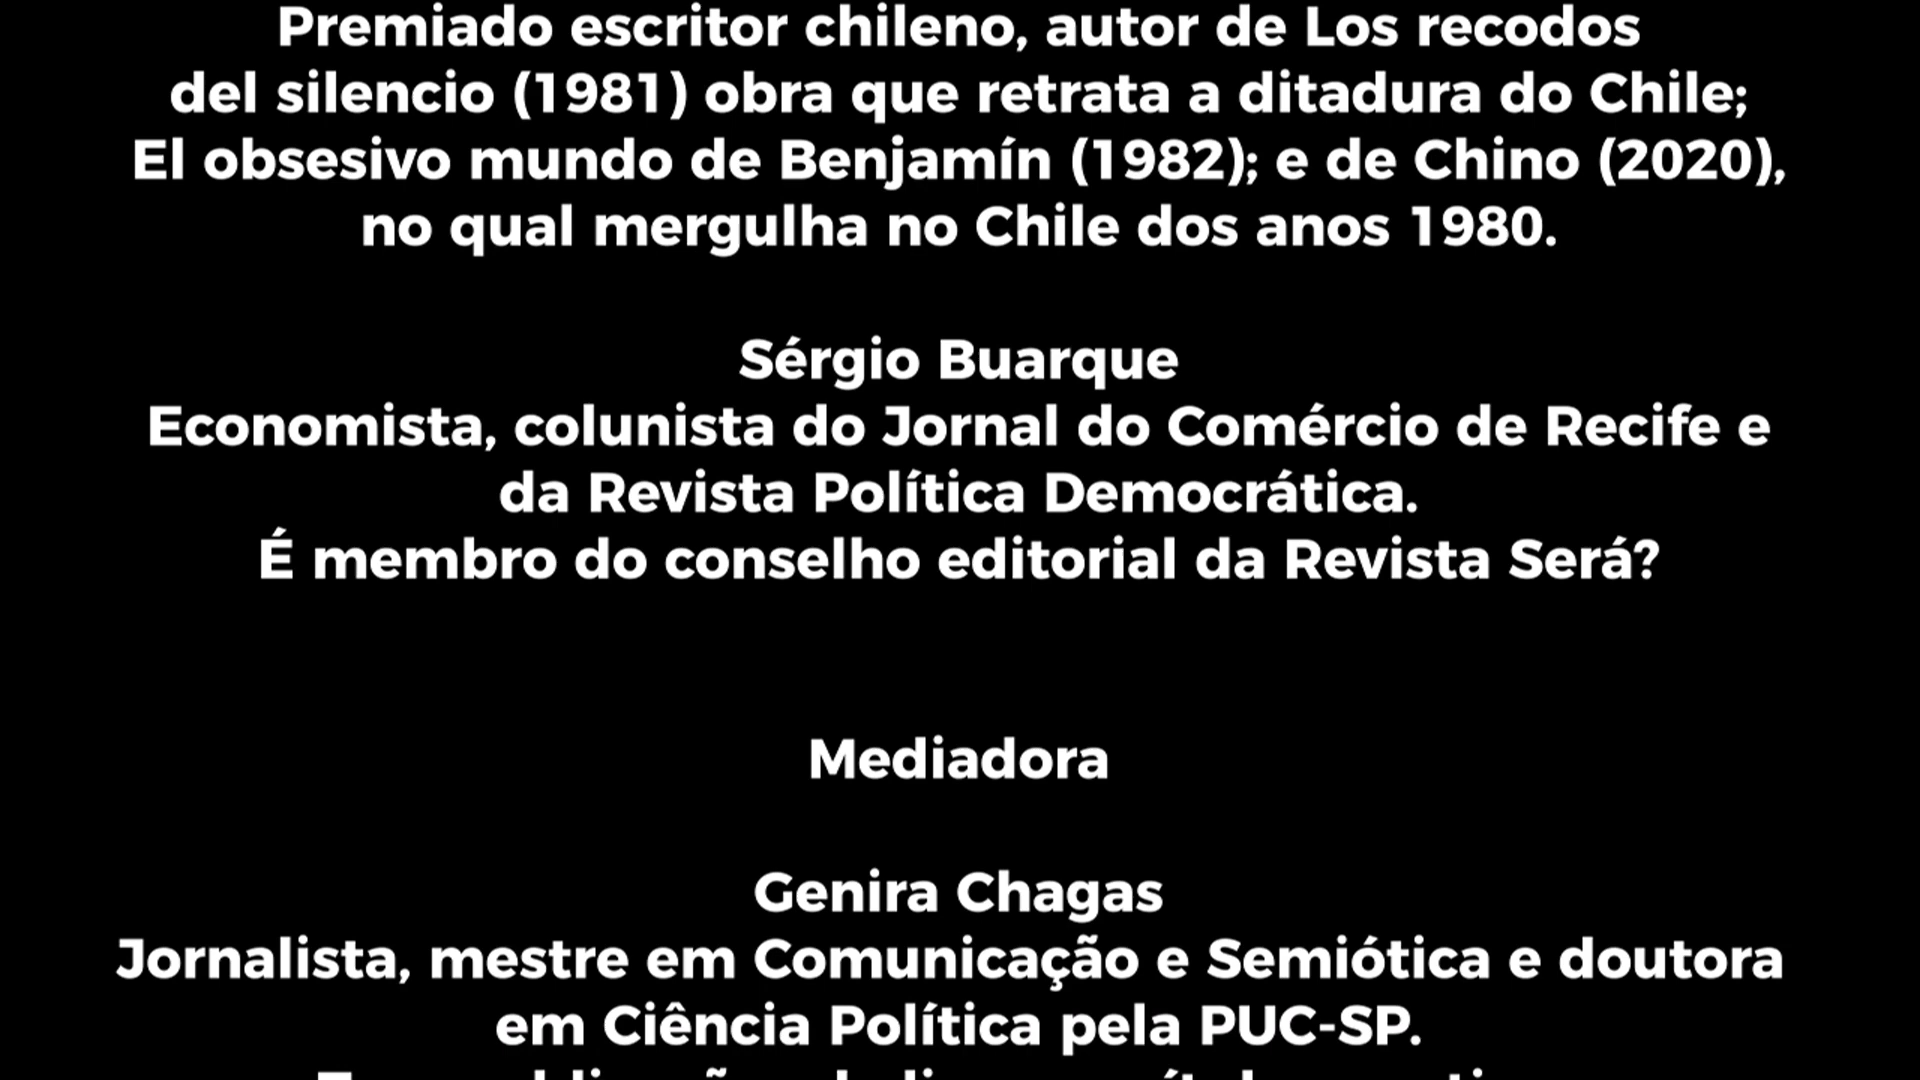 Premiado escritor chileno, autor de Los recodos
del silencio (1981) obra que retrata a ditadura do Chile;
El obsesivo mundo de Benjamín (1982); e de Chino (2020),
no qual mergulha no Chile dos anos 1980.
Sérgio Buarque
Economista, colunista do Jornal do Comércio de Recife e
da Revista Política Democrática.
É membro do conselho editorial da Revista Será?
Mediadora
Genira Chagas
Jornalista, mestre em Comunicação e Semiótica e doutora
em Ciência Política pela PUC-SP.